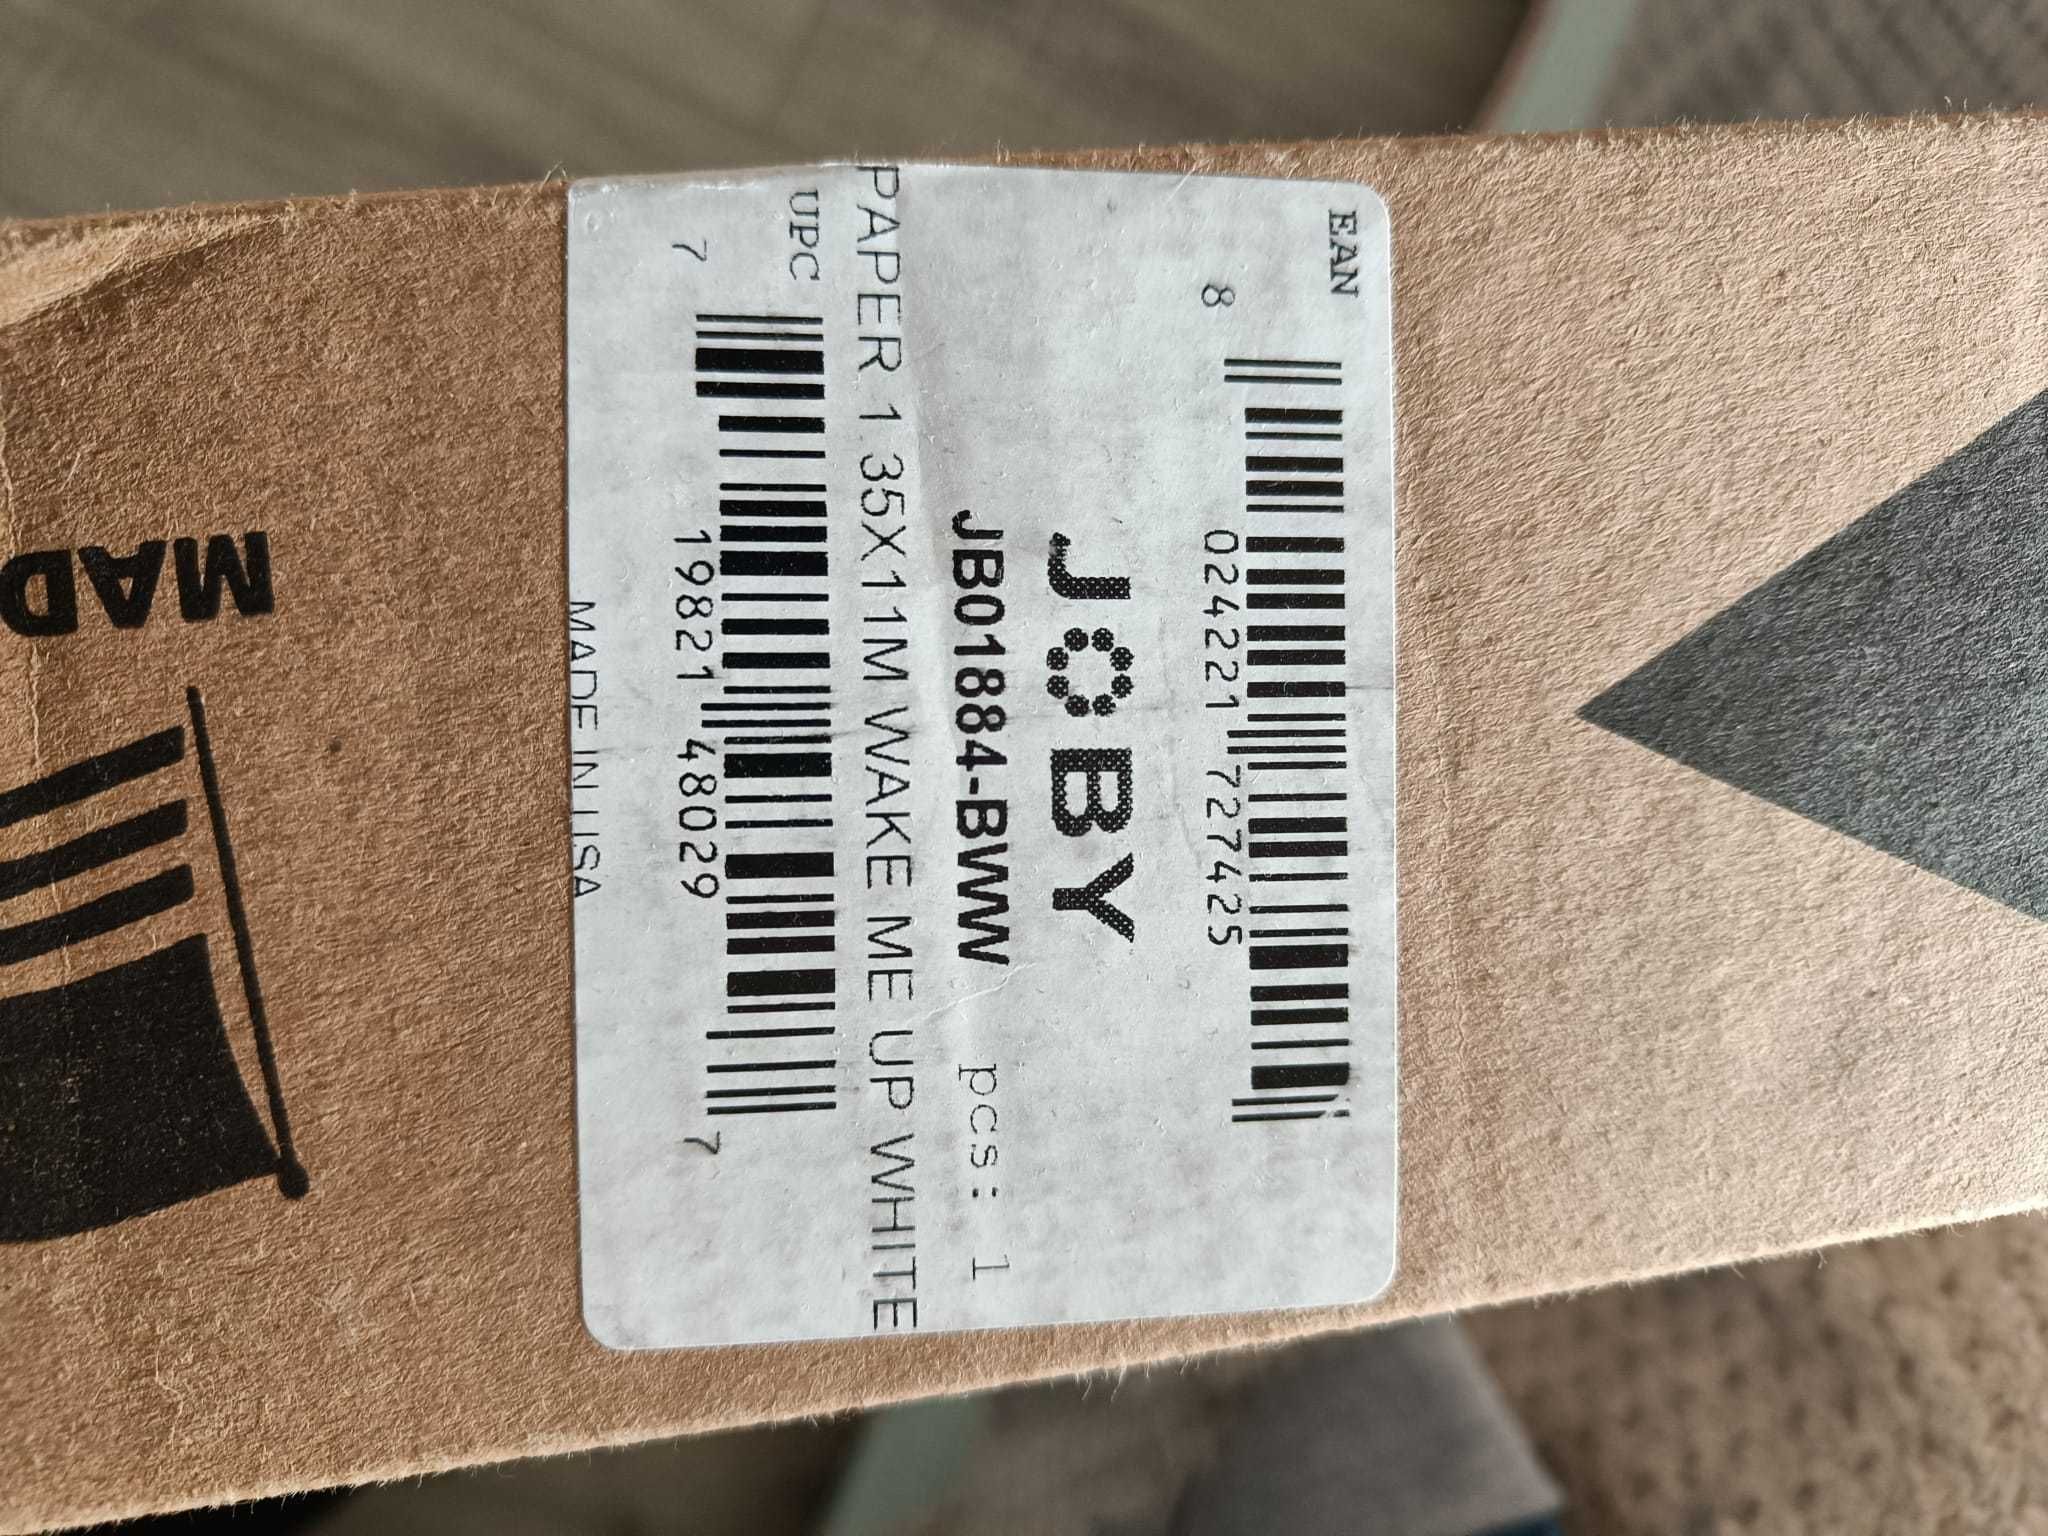 EAN
8 024221 727425
JOBY
JB01884-BWW pcs: 1
PAPER 1.35X11M WAKE ME UP WHITE
UPC
7 19821 48029 7
MADE IN USA
MAD